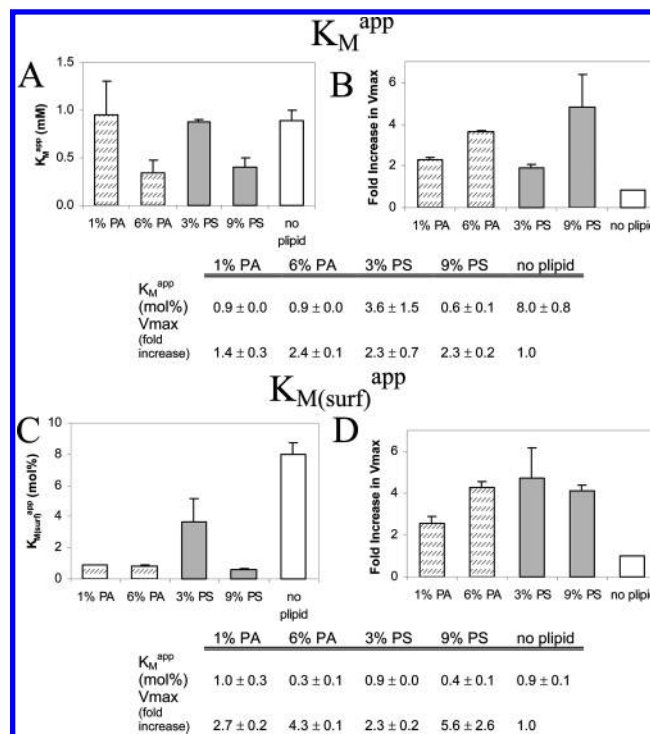 K_M^app
A
B
K_M^app (mM)
1.5
1.0
0.5
0.0
1% PA 6% PA 3% PS 9% PS no plipid
Fold Increase in Vmax
6
4
2
0
1% PA 6% PA 3% PS 9% PS no plipid
1% PA 6% PA 3% PS 9% PS no plipid
K_M^app
(mol%) 0.9 ± 0.0 0.9 ± 0.0 3.6 ± 1.5 0.6 ± 0.1 8.0 ± 0.8
Vmax
(fold
increase) 1.4 ± 0.3 2.4 ± 0.1 2.3 ± 0.7 2.3 ± 0.2 1.0
K_M(surf)^app
C
D
K_M(surf)^app (mol%)
10
8
6
4
2
0
1% PA 6% PA 3% PS 9% PS no plipid
Fold Increase in Vmax
6
4
2
0
1% PA 6% PA 3% PS 9% PS no plipid
1% PA 6% PA 3% PS 9% PS no plipid
K_M^app
(mol%) 1.0 ± 0.3 0.3 ± 0.1 0.9 ± 0.0 0.4 ± 0.1 0.9 ± 0.1
Vmax
(fold
increase) 2.7 ± 0.2 4.3 ± 0.1 2.3 ± 0.2 5.6 ± 2.6 1.0